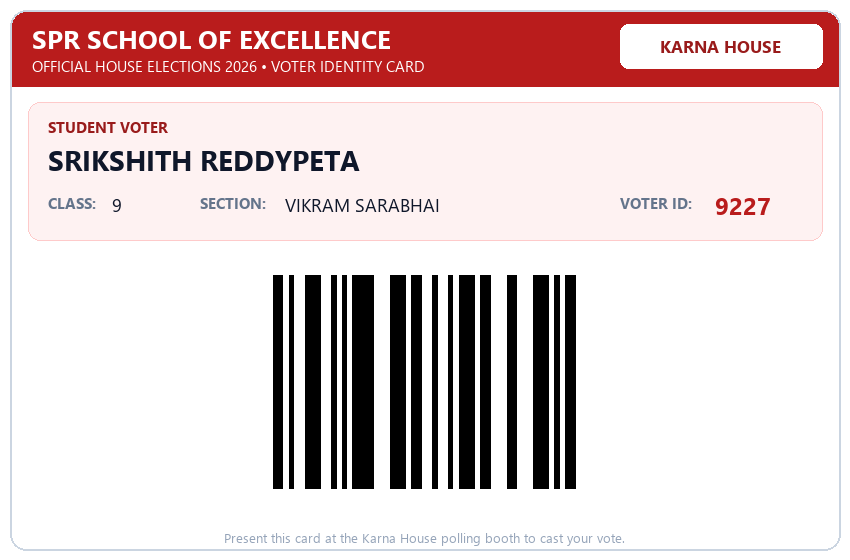 SPR SCHOOL OF EXCELLENCE
OFFICIAL HOUSE ELECTIONS 2026 • VOTER IDENTITY CARD
KARNA HOUSE
STUDENT VOTER
SRIKSHITH REDDYPETA
CLASS: 9 SECTION: VIKRAM SARABHAI VOTER ID: 9227
Present this card at the Karna House polling booth to cast your vote.